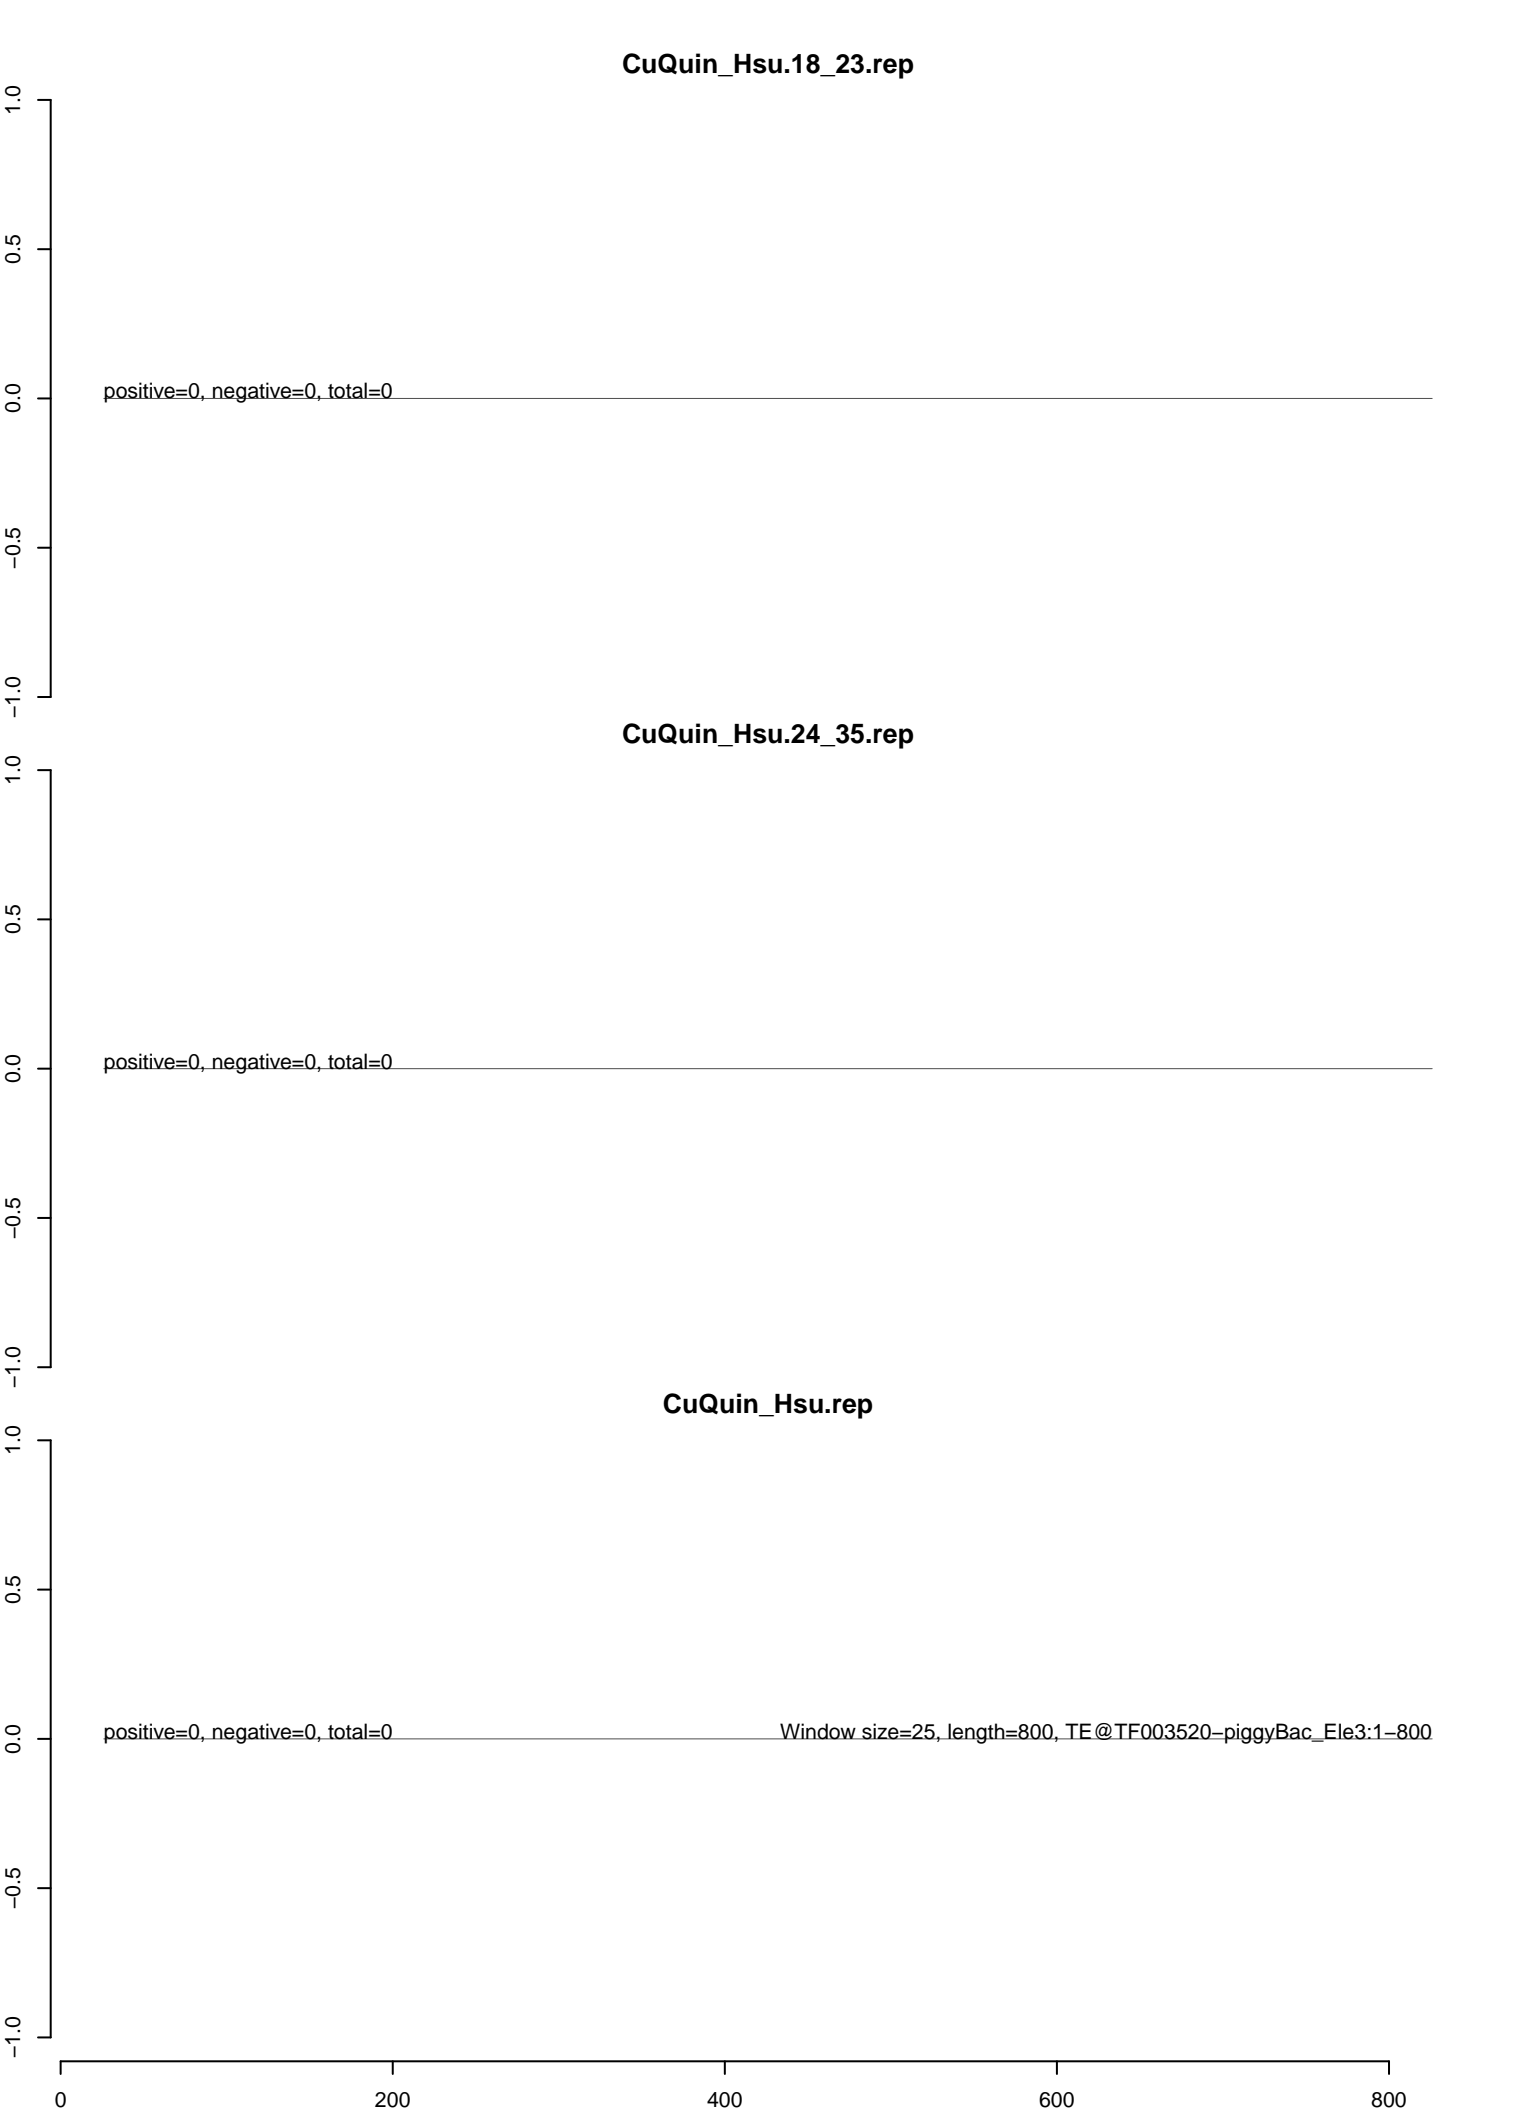 CuQuin_Hsu.18_23.rep
1.0
0.5
0.0
−0.5
−1.0
positive=0, negative=0, total=0
CuQuin_Hsu.24_35.rep
1.0
0.5
0.0
−0.5
−1.0
positive=0, negative=0, total=0
CuQuin_Hsu.rep
1.0
0.5
0.0
−0.5
−1.0
positive=0, negative=0, total=0
Window size=25, length=800, TE@TF003520−piggyBac_Ele3:1−800
0 200 400 600 800